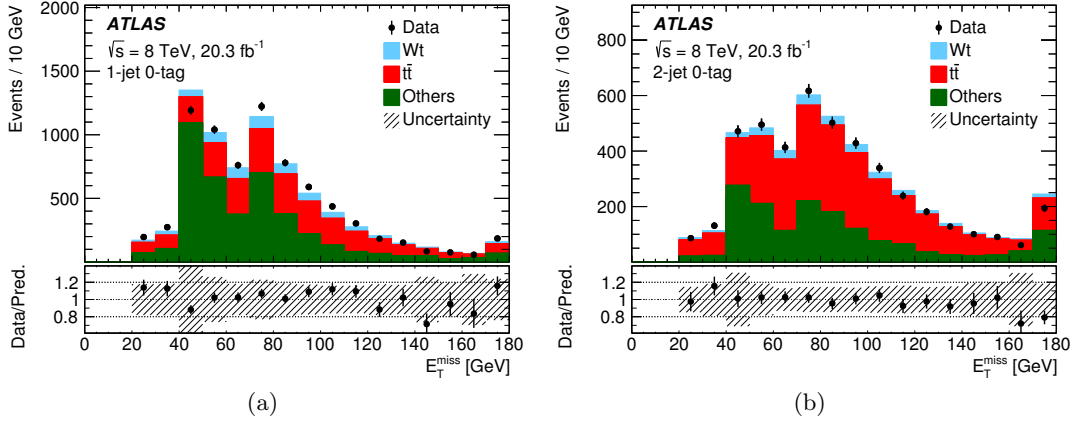 Events / 10 GeV
2000
1500
1000
500
ATLAS
√s = 8 TeV, 20.3 fb⁻¹
1-jet 0-tag
Data
Wt
tt̄
Others
Uncertainty
Data/Pred.
1.2
1
0.8
0 20 40 60 80 100 120 140 160 180
E_T^miss [GeV]
(a)
Events / 10 GeV
800
600
400
200
ATLAS
√s = 8 TeV, 20.3 fb⁻¹
2-jet 0-tag
Data
Wt
tt̄
Others
Uncertainty
Data/Pred.
1.2
1
0.8
0 20 40 60 80 100 120 140 160 180
E_T^miss [GeV]
(b)